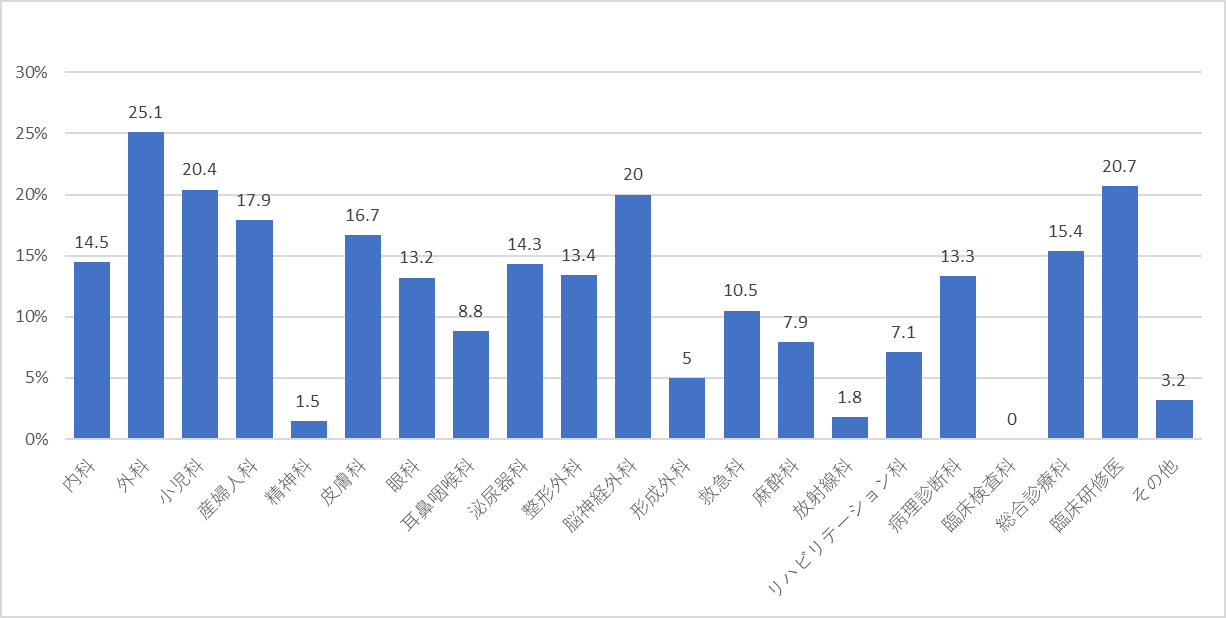 30%
25%
20%
15%
10%
5%
0%
14.5
25.1
20.4
17.9
1.5
16.7
13.2
8.8
14.3
13.4
20
5
10.5
7.9
1.8
7.1
13.3
0
15.4
20.7
3.2
内科
外科
小児科
産婦人科
精神科
皮膚科
眼科
耳鼻咽喉科
泌尿器科
整形外科
脳神経外科
形成外科
救急科
麻酔科
放射線科
リハビリテーション科
病理診断科
臨床検査科
総合診療科
臨床研修医
その他